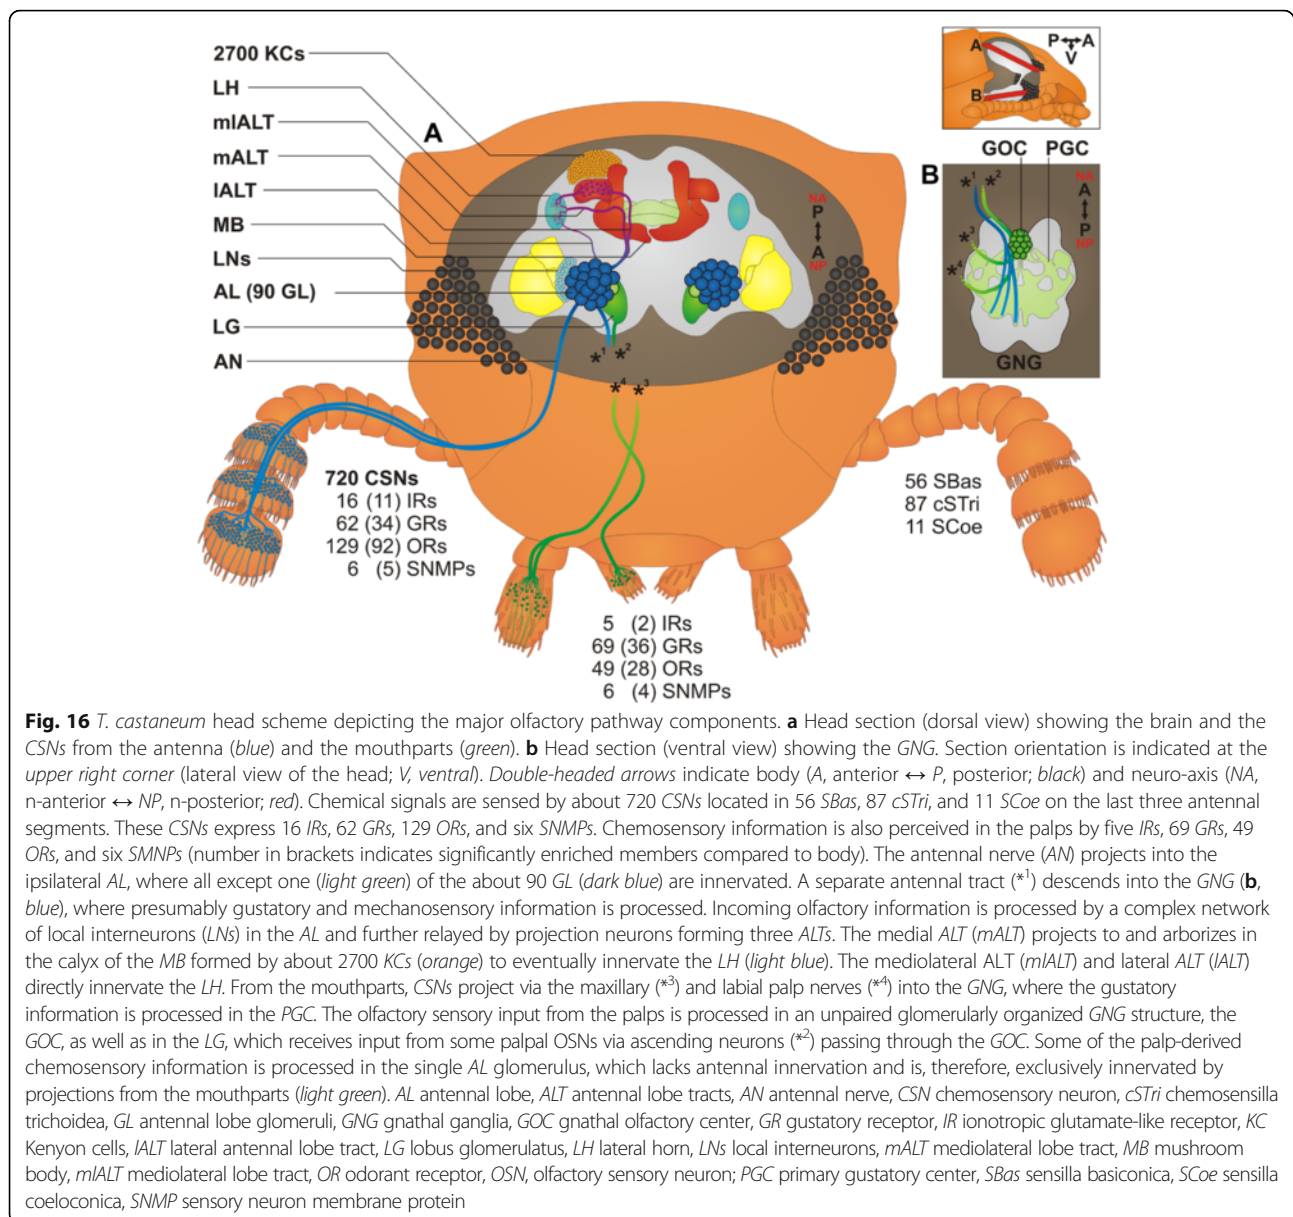 2700 KCs
LH
mlALT
mALT
lALT
MB
LNs
AL (90 GL)
LG
AN
A
NA
P
A
NP
*1 *2
*4 *3
720 CSNs
16 (11) IRs
62 (34) GRs
129 (92) ORs
6 (5) SNMPs
5 (2) IRs
69 (36) GRs
49 (28) ORs
6 (4) SNMPs
56 SBas
87 cSTri
11 SCoe
A
B
P A
V
GOC PGC
B
*1 *2
*3
*4
NA
A
P
NP
GNG
Fig. 16 T. castaneum head scheme depicting the major olfactory pathway components. a Head section (dorsal view) showing the brain and the
CSNs from the antenna (blue) and the mouthparts (green). b Head section (ventral view) showing the GNG. Section orientation is indicated at the
upper right corner (lateral view of the head; V, ventral). Double-headed arrows indicate body (A, anterior ↔ P, posterior; black) and neuro-axis (NA,
n-anterior ↔ NP, n-posterior; red). Chemical signals are sensed by about 720 CSNs located in 56 SBas, 87 cSTri, and 11 SCoe on the last three antennal
segments. These CSNs express 16 IRs, 62 GRs, 129 ORs, and six SNMPs. Chemosensory information is also perceived in the palps by five IRs, 69 GRs, 49
ORs, and six SMNPs (number in brackets indicates significantly enriched members compared to body). The antennal nerve (AN) projects into the
ipsilateral AL, where all except one (light green) of the about 90 GL (dark blue) are innervated. A separate antennal tract (*1) descends into the GNG (b,
blue), where presumably gustatory and mechanosensory information is processed. Incoming olfactory information is processed by a complex network
of local interneurons (LNs) in the AL and further relayed by projection neurons forming three ALTs. The medial ALT (mALT) projects to and arborizes in
the calyx of the MB formed by about 2700 KCs (orange) to eventually innervate the LH (light blue). The mediolateral ALT (mlALT) and lateral ALT (lALT)
directly innervate the LH. From the mouthparts, CSNs project via the maxillary (*3) and labial palp nerves (*4) into the GNG, where the gustatory
information is processed in the PGC. The olfactory sensory input from the palps is processed in an unpaired glomerularly organized GNG structure, the
GOC, as well as in the LG, which receives input from some palpal OSNs via ascending neurons (*2) passing through the GOC. Some of the palp-derived
chemosensory information is processed in the single AL glomerulus, which lacks antennal innervation and is, therefore, exclusively innervated by
projections from the mouthparts (light green). AL antennal lobe, ALT antennal lobe tracts, AN antennal nerve, CSN chemosensory neuron, cSTri chemosensilla
trichoidea, GL antennal lobe glomeruli, GNG gnathal ganglia, GOC gnathal olfactory center, GR gustatory receptor, IR ionotropic glutamate-like receptor, KC
Kenyon cells, lALT lateral antennal lobe tract, LG lobus glomerulatus, LH lateral horn, LNs local interneurons, mALT mediolateral lobe tract, MB mushroom
body, mlALT mediolateral lobe tract, OR odorant receptor, OSN, olfactory sensory neuron; PGC primary gustatory center, SBas sensilla basiconica, SCoe sensilla
coeloconica, SNMP sensory neuron membrane protein